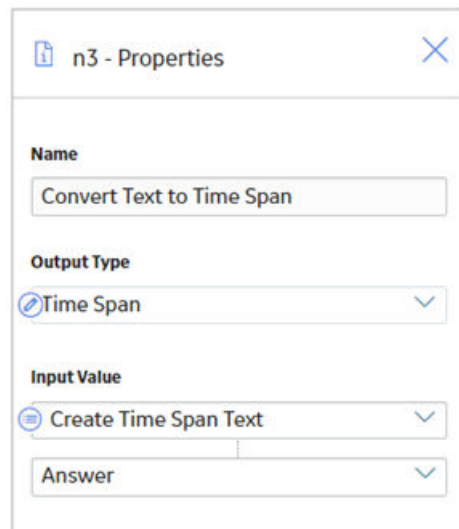 n3 - Properties
Name
Convert Text to Time Span
Output Type
Time Span
Input Value
Create Time Span Text
Answer